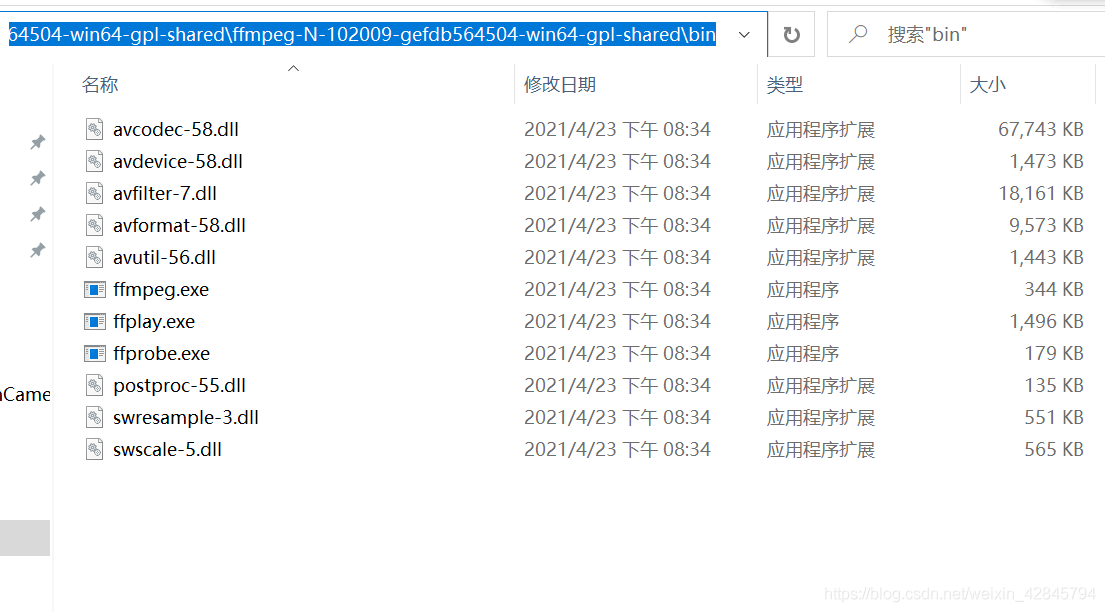 64504-win64-gpl-shared\ffmpeg-N-102009-gefdb564504-win64-gpl-shared\bin 搜索"bin"
名称 修改日期 类型 大小
avcodec-58.dll 2021/4/23 下午 08:34 应用程序扩展 67,743 KB
avdevice-58.dll 2021/4/23 下午 08:34 应用程序扩展 1,473 KB
avfilter-7.dll 2021/4/23 下午 08:34 应用程序扩展 18,161 KB
avformat-58.dll 2021/4/23 下午 08:34 应用程序扩展 9,573 KB
avutil-56.dll 2021/4/23 下午 08:34 应用程序扩展 1,443 KB
ffmpeg.exe 2021/4/23 下午 08:34 应用程序 344 KB
ffplay.exe 2021/4/23 下午 08:34 应用程序 1,496 KB
ffprobe.exe 2021/4/23 下午 08:34 应用程序 179 KB
postproc-55.dll 2021/4/23 下午 08:34 应用程序扩展 135 KB
nCame
swresample-3.dll 2021/4/23 下午 08:34 应用程序扩展 551 KB
swscale-5.dll 2021/4/23 下午 08:34 应用程序扩展 565 KB
https://blog.csdn.net/weixin_42845794